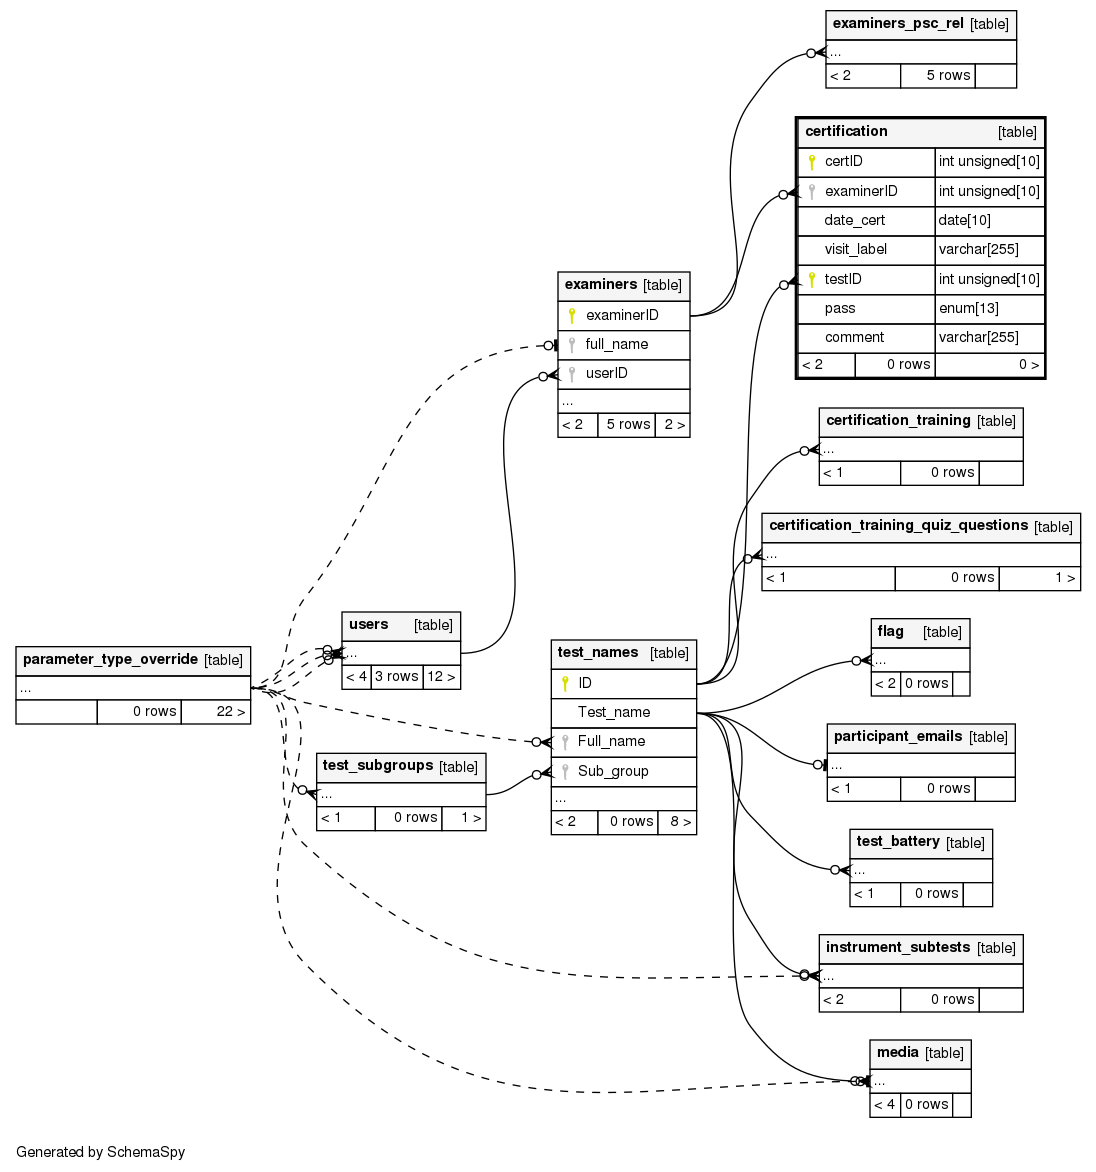 examiners_psc_rel [table]
...
< 2 5 rows
certification [table]
certID int unsigned[10]
examinerID int unsigned[10]
date_cert date[10]
visit_label varchar[255]
testID int unsigned[10]
pass enum[13]
comment varchar[255]
< 2 0 rows 0 >
examiners [table]
examinerID
full_name
userID
...
< 2 5 rows 2 >
certification_training [table]
...
< 1 0 rows
certification_training_quiz_questions [table]
...
< 1 0 rows 1 >
users [table]
...
< 4 3 rows 12 >
parameter_type_override [table]
...
0 rows 22 >
test_names [table]
ID
Test_name
Full_name
Sub_group
...
< 2 0 rows 8 >
flag [table]
...
< 2 0 rows
test_subgroups [table]
...
< 1 0 rows 1 >
participant_emails [table]
...
< 1 0 rows
test_battery [table]
...
< 1 0 rows
instrument_subtests [table]
...
< 2 0 rows
media [table]
...
< 4 0 rows
Generated by SchemaSpy